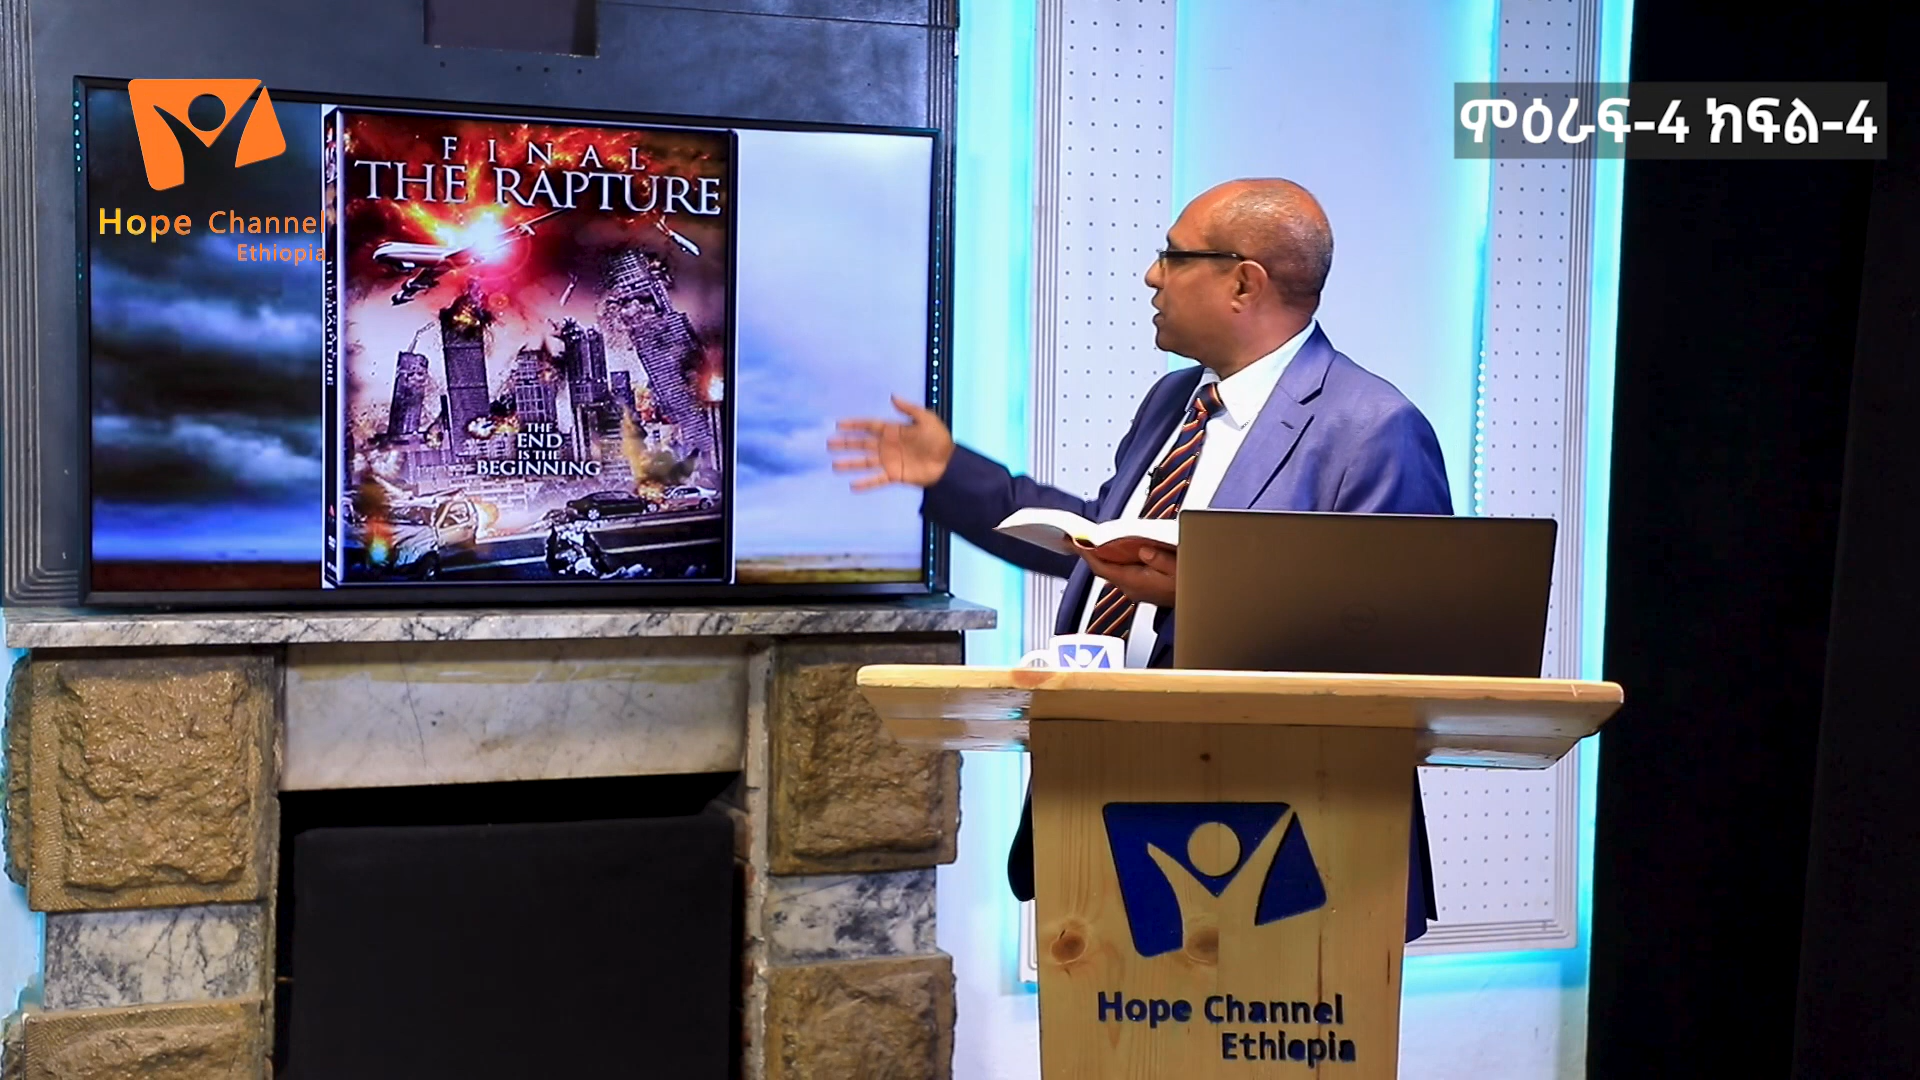 Hope Channel
Ethiopia
ምዕራፍ-4 ክፍል-4
FINAL
THE RAPTURE
THE
END
IS THE
BEGINNING
Hope Channel
Ethiopia